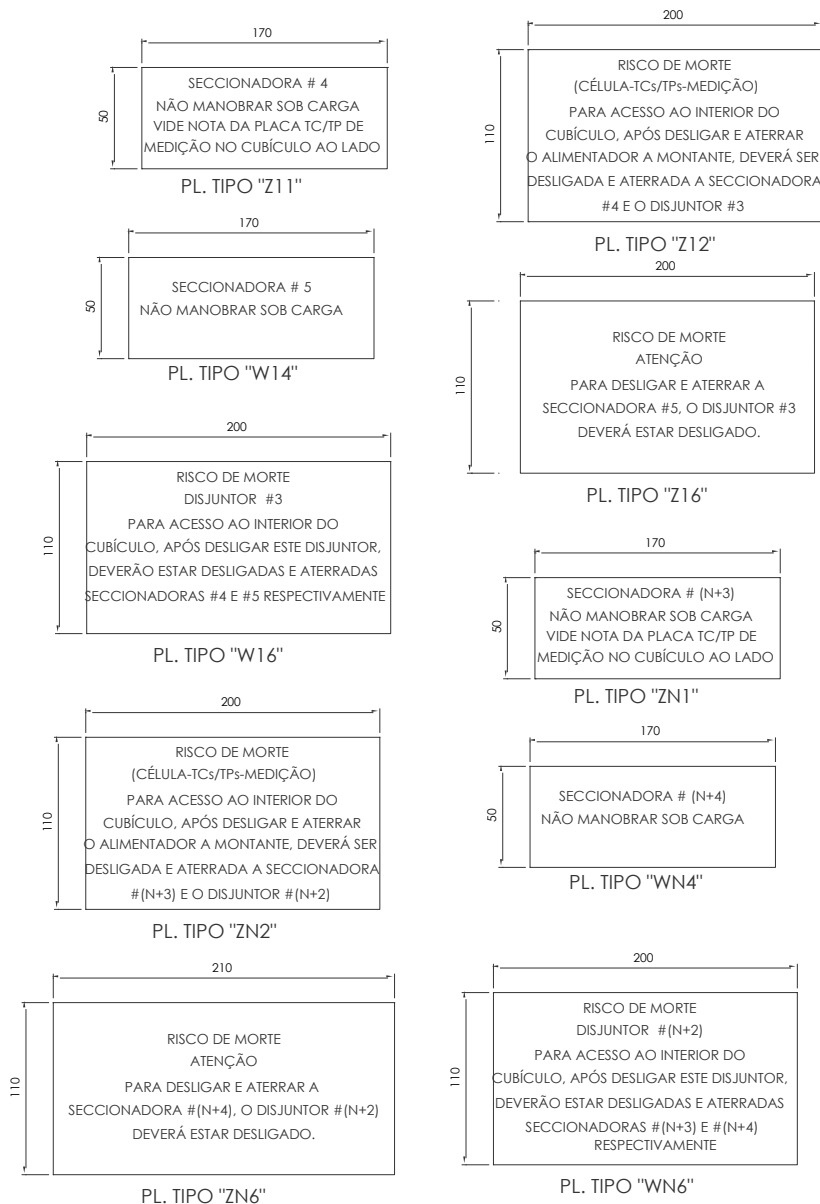 170
50
SECCIONADORA # 4
NÃO MANOBRAR SOB CARGA
VIDE NOTA DA PLACA TC/TP DE
MEDIÇÃO NO CUBÍCULO AO LADO
PL. TIPO "Z11"
200
110
RISCO DE MORTE
(CÉLULA-TCs/TPs-MEDIÇÃO)
PARA ACESSO AO INTERIOR DO
CUBÍCULO, APÓS DESLIGAR E ATERRAR
O ALIMENTADOR A MONTANTE, DEVERÁ SER
DESLIGADA E ATERRADA A SECCIONADORA
#4 E O DISJUNTOR #3
PL. TIPO "Z12"
170
50
SECCIONADORA # 5
NÃO MANOBRAR SOB CARGA
PL. TIPO "W14"
200
110
RISCO DE MORTE
ATENÇÃO
PARA DESLIGAR E ATERRAR A
SECCIONADORA #5, O DISJUNTOR #3
DEVERÁ ESTAR DESLIGADO.
PL. TIPO "Z16"
200
110
RISCO DE MORTE
DISJUNTOR #3
PARA ACESSO AO INTERIOR DO
CUBÍCULO, APÓS DESLIGAR ESTE DISJUNTOR,
DEVERÃO ESTAR DESLIGADAS E ATERRADAS
SECCIONADORAS #4 E #5 RESPECTIVAMENTE
PL. TIPO "W16"
170
50
SECCIONADORA # (N+3)
NÃO MANOBRAR SOB CARGA
VIDE NOTA DA PLACA TC/TP DE
MEDIÇÃO NO CUBÍCULO AO LADO
PL. TIPO "ZN1"
200
110
RISCO DE MORTE
(CÉLULA-TCs/TPs-MEDIÇÃO)
PARA ACESSO AO INTERIOR DO
CUBÍCULO, APÓS DESLIGAR E ATERRAR
O ALIMENTADOR A MONTANTE, DEVERÁ SER
DESLIGADA E ATERRADA A SECCIONADORA
#(N+3) E O DISJUNTOR #(N+2)
PL. TIPO "ZN2"
170
50
SECCIONADORA # (N+4)
NÃO MANOBRAR SOB CARGA
PL. TIPO "WN4"
210
110
RISCO DE MORTE
ATENÇÃO
PARA DESLIGAR E ATERRAR A
SECCIONADORA #(N+4), O DISJUNTOR #(N+2)
DEVERÁ ESTAR DESLIGADO.
PL. TIPO "ZN6"
200
110
RISCO DE MORTE
DISJUNTOR #(N+2)
PARA ACESSO AO INTERIOR DO
CUBÍCULO, APÓS DESLIGAR ESTE DISJUNTOR,
DEVERÃO ESTAR DESLIGADAS E ATERRADAS
SECCIONADORAS #(N+3) E #(N+4)
RESPECTIVAMENTE
PL. TIPO "WN6"